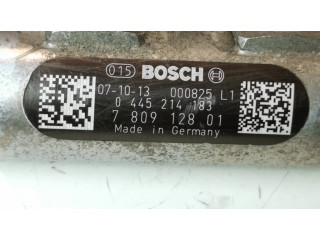 015 BOSCH
07-10-13 000825 L1
0 445 214 183
7 809 128 01
Made in Germany